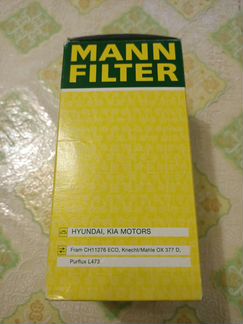 MANN
FILTER
HYUNDAI, KIA MOTORS
Fram CH11276 ECO, Knecht/Mahle OX 377 D,
Purflux L473